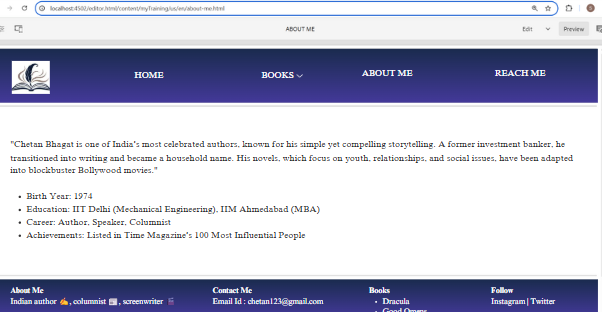 localhost:4502/editor.html/content/myTraining/us/en/about-me.html
ABOUT ME
Edit
Preview
HOME
BOOKS
ABOUT ME
REACH ME
"Chetan Bhagat is one of India's most celebrated authors, known for his simple yet compelling storytelling. A former investment banker, he
transitioned into writing and became a household name. His novels, which focus on youth, relationships, and social issues, have been adapted
into blockbuster Bollywood movies."
• Birth Year: 1974
• Education: IIT Delhi (Mechanical Engineering), IIM Ahmedabad (MBA)
• Career: Author, Speaker, Columnist
• Achievements: Listed in Time Magazine's 100 Most Influential People
About Me
Indian author ✍, columnist 📰, screenwriter
Contact Me
Email Id : chetan123@gmail.com
Books
• Dracula
• Good Omens
Follow
Instagram | Twitter